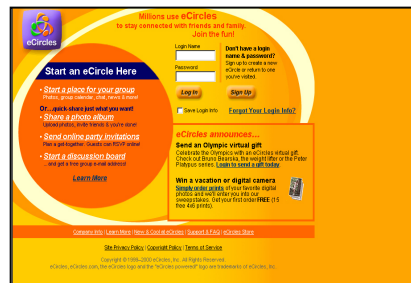 eCircles
Millions use eCircles
to stay connected with friends and family.
Join the fun!
Login Name
Password
Log In
Save Login Info
Don't have a login
name & password?
Sign up to create a new
eCircle or return to one
you've visited.
Sign Up
Forgot Your Login Info?
Start an eCircle Here
• Start a place for your group
Photos, group calendar, chat, news & more!
Or...quick-share just what you want!
• Share a photo album
Upload photos, invite friends & you're done!
• Send online party invitations
Plan a get-together. Guests can RSVP online!
• Start a discussion board
... and get a free group e-mail address!
Learn More
eCircles announces...
Send an Olympic virtual gift
Celebrate the Olympics with an eCircles virtual gift.
Check out Bruno Bearorka, the weight lifter or the Peter
Platypus series. Login to send a gift today.
Win a vacation or digital camera
Simply order prints of your favorite digital
photos and we'll enter you into our
sweepstakes. Get your first order FREE (15
free 4x6 prints).
Company Info | Learn More | New & Cool at eCircles | Support & FAQ | eCircles Store
Site Privacy Policy | Copyright Policy | Terms of Service
Copyright © 1999-2000 eCircles, Inc. All Rights Reserved.
eCircles, eCircles.com, the eCircles logo and the "eCircles powered!" logo are trademarks of eCircles, Inc.